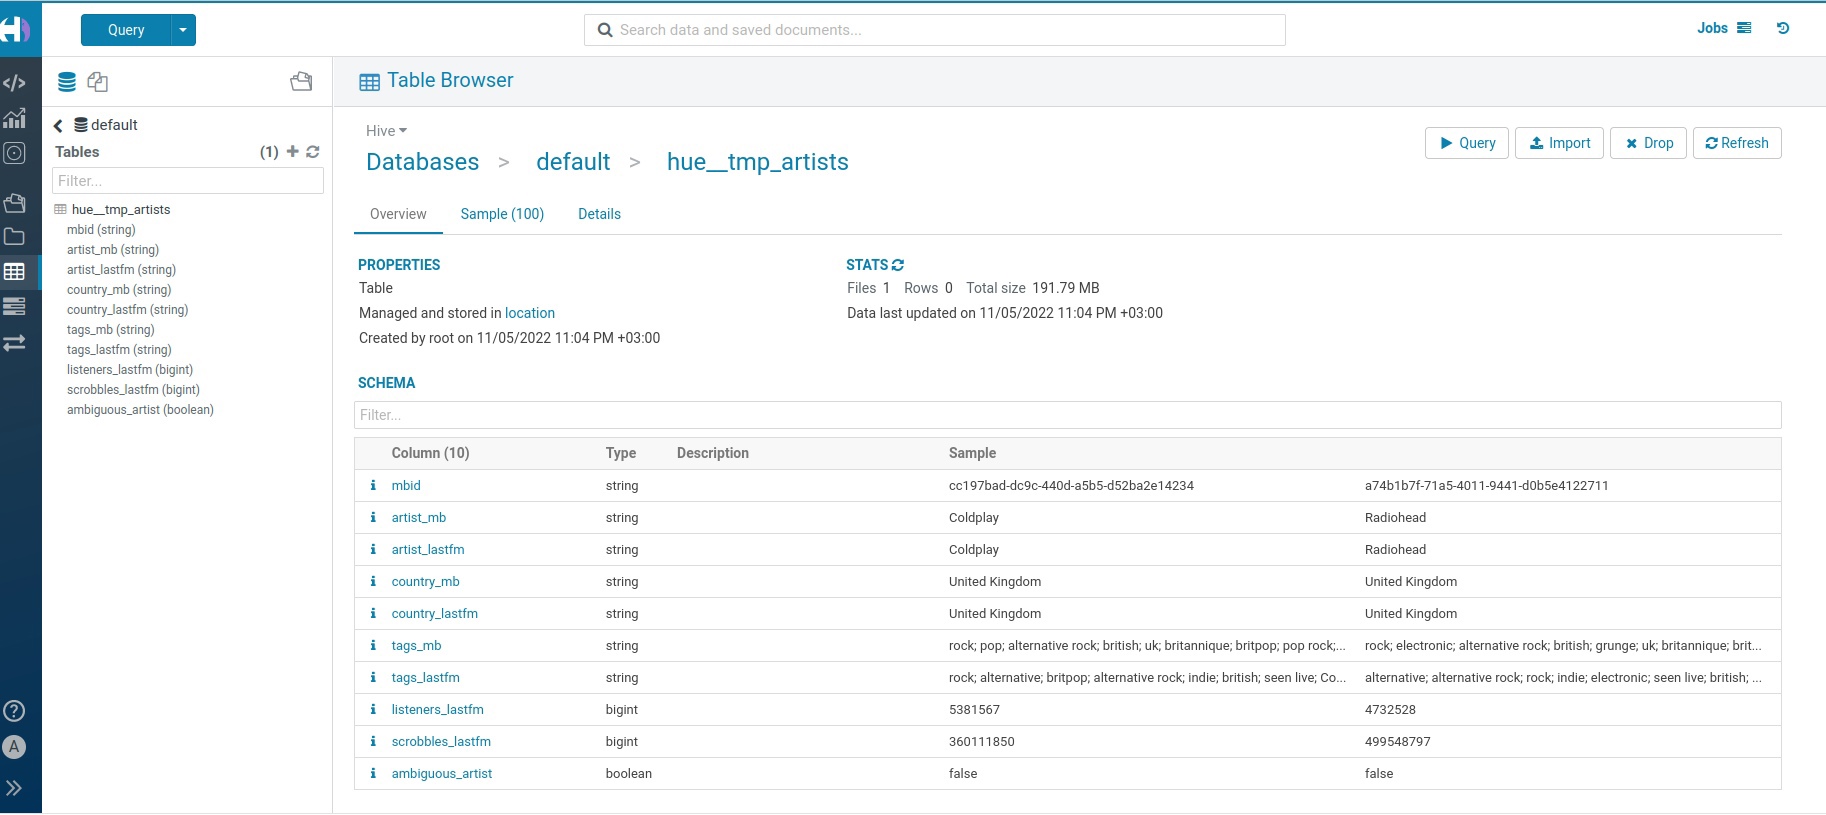 Query
Search data and saved documents...
Jobs
Table Browser
default
Tables (1)
Filter...
hue__tmp_artists
mbid (string)
artist_mb (string)
artist_lastfm (string)
country_mb (string)
country_lastfm (string)
tags_mb (string)
tags_lastfm (string)
listeners_lastfm (bigint)
scrobbles_lastfm (bigint)
ambiguous_artist (boolean)
A
Hive
Databases > default > hue__tmp_artists
Query Import Drop Refresh
Overview Sample (100) Details
PROPERTIES
Table
Managed and stored in location
Created by root on 11/05/2022 11:04 PM +03:00
STATS
Files 1 Rows 0 Total size 191.79 MB
Data last updated on 11/05/2022 11:04 PM +03:00
SCHEMA
Filter...
Column (10) Type Description Sample
mbid string cc197bad-dc9c-440d-a5b5-d52ba2e14234 a74b1b7f-71a5-4011-9441-d0b5e4122711
artist_mb string Coldplay Radiohead
artist_lastfm string Coldplay Radiohead
country_mb string United Kingdom United Kingdom
country_lastfm string United Kingdom United Kingdom
tags_mb string rock; pop; alternative rock; british; uk; britannique; britpop; pop rock;... rock; electronic; alternative rock; british; grunge; uk; britannique; brit...
tags_lastfm string rock; alternative; britpop; alternative rock; indie; british; seen live; Co... alternative; alternative rock; rock; indie; electronic; seen live; british; ...
listeners_lastfm bigint 5381567 4732528
scrobbles_lastfm bigint 360111850 499548797
ambiguous_artist boolean false false